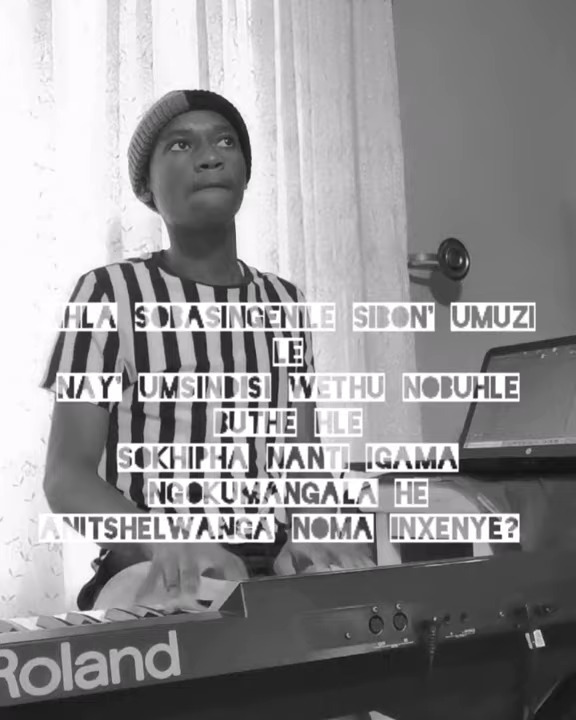 HLA SOBASINGENILE SIBON' UMUZI
LE
NAY' UMSINDISI WETHU NOBUHLE
BUTHE HLE
SOKHIPHA NANTI IGAMA
NGOKUMANGALA HE
ANITSHELWANGA NOMA INXENYE?
Roland